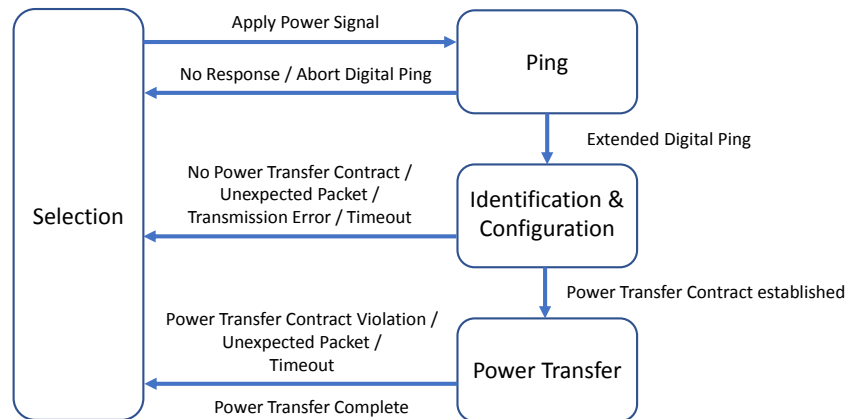 Apply Power Signal
Ping
No Response / Abort Digital Ping
Extended Digital Ping
No Power Transfer Contract /
Unexpected Packet /
Transmission Error / Timeout
Selection
Identification &
Configuration
Power Transfer Contract established
Power Transfer Contract Violation /
Unexpected Packet /
Timeout
Power Transfer
Power Transfer Complete